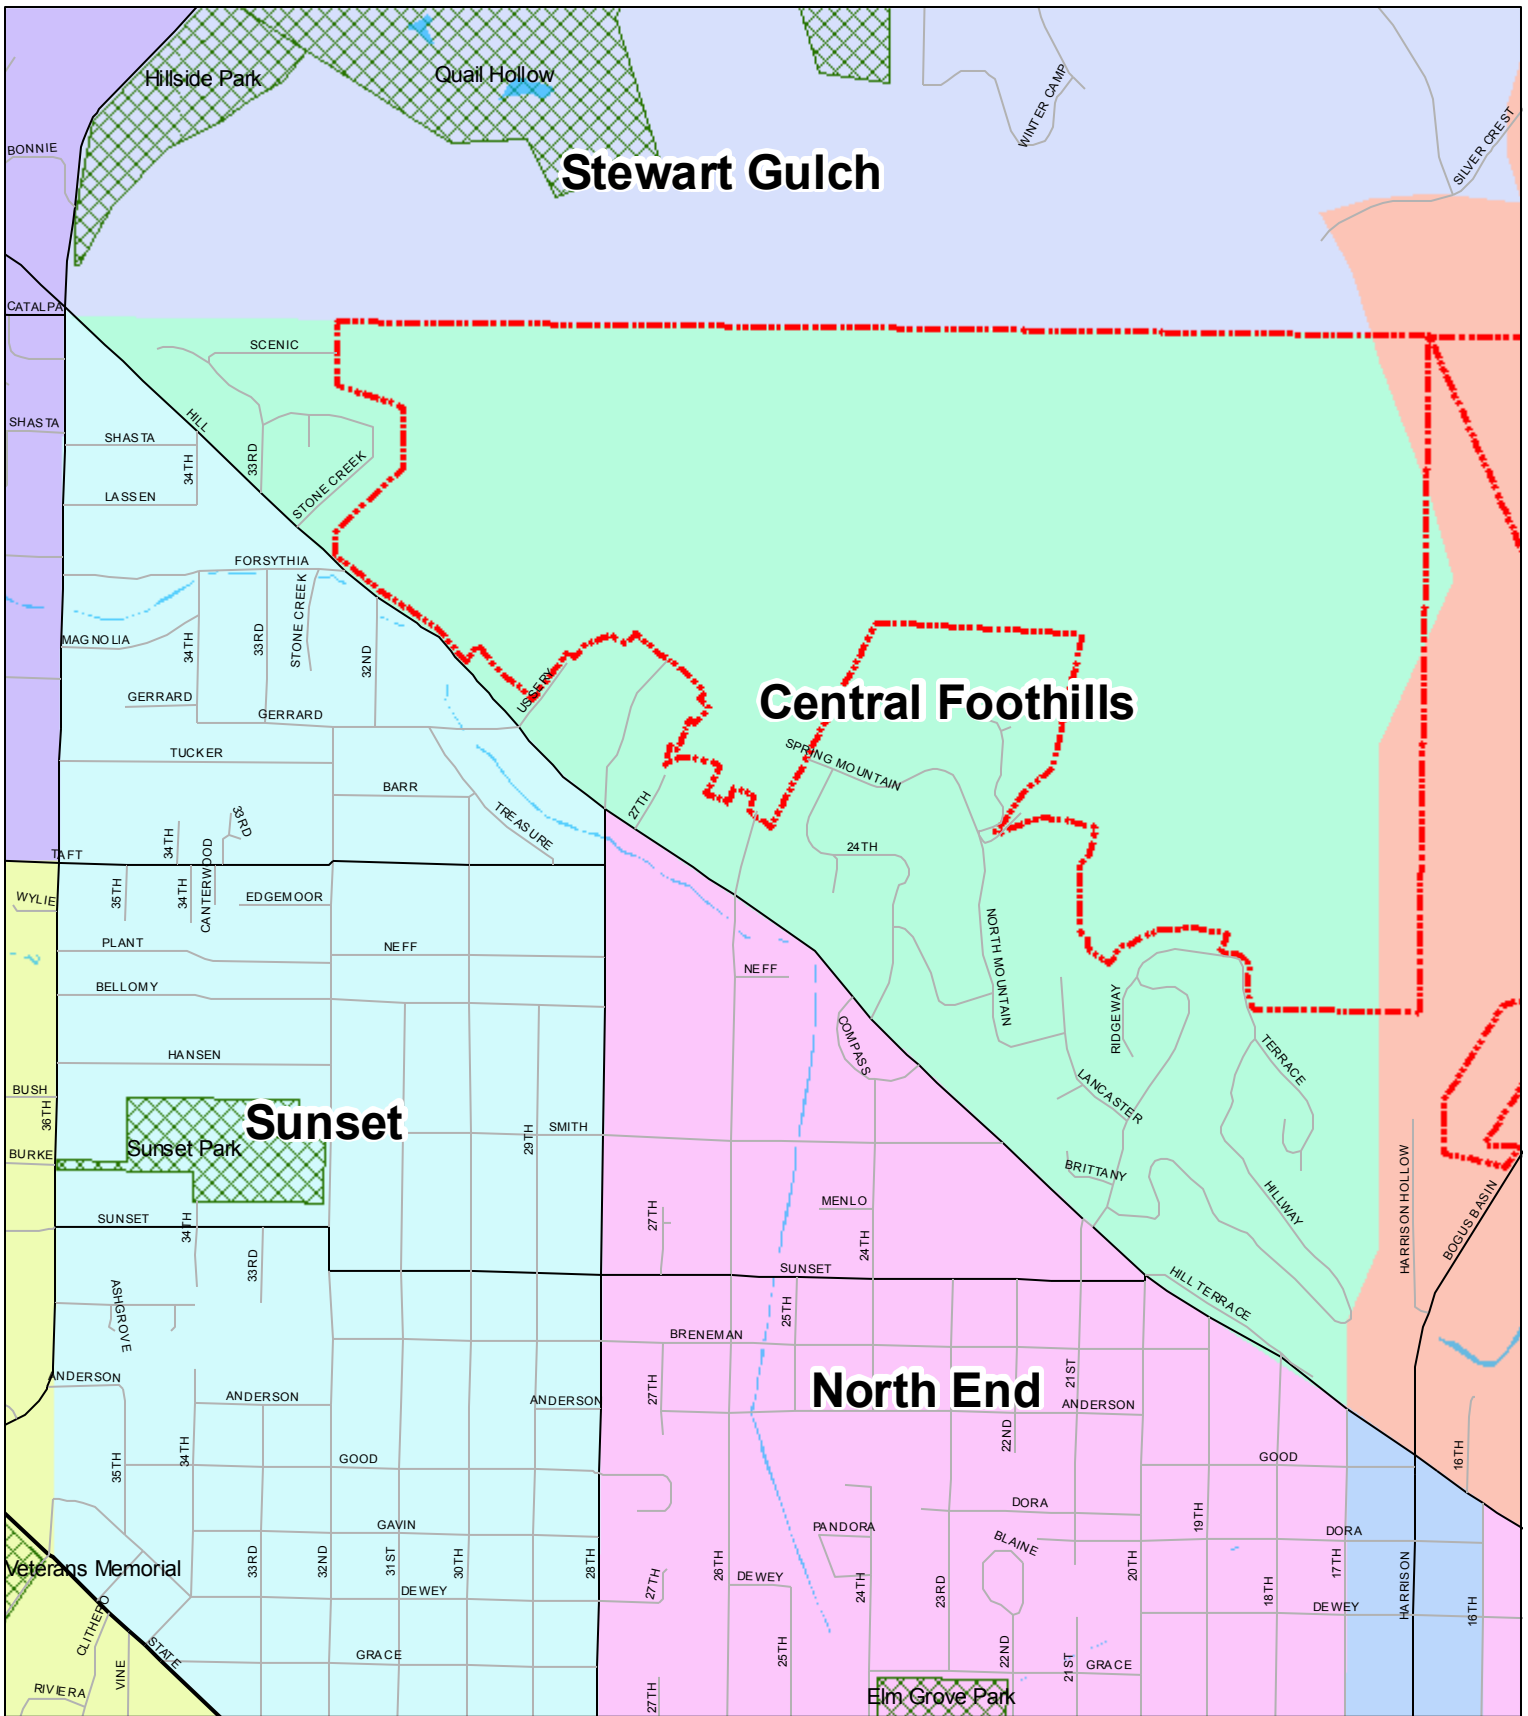 Hillside Park
Quail Hollow
WINTER CAMP
SILVER CREST
BONNIE
Stewart Gulch
CATALPA
SCENIC
SHASTA
SHASTA
HILL
34TH
33RD
STONE CREEK
LASSEN
FORSYTHIA
MAGNOLIA
34TH
33RD
STONE CREEK
32ND
GERRARD
GERRARD
USSERY
Central Foothills
TUCKER
SPRING MOUNTAIN
BARR
27TH
TREASURE
33RD
34TH
CANTERWOOD
TAFT
24TH
WYLIE
35TH
34TH
EDGEMOOR
NORTH MOUNTAIN
PLANT
NEFF
NEFF
BELLOMY
RIDGEWAY
COMPASS
TERRACE
HANSEN
BUSH
36TH
LANCASTER
Sunset
Sunset Park
29TH
SMITH
BURKE
BRITTANY
HARRISON HOLLOW
BOGUS BASIN
HILLWAY
MENLO
27TH
24TH
SUNSET
34TH
33RD
SUNSET
HILL TERRACE
ASHGROVE
25TH
BRENEMAN
ANDERSON
ANDERSON
ANDERSON
27TH
North End
21ST
ANDERSON
22ND
35TH
34TH
GOOD
GOOD
16TH
DORA
19TH
GAVIN
PANDORA
BLAINE
DORA
Veterans Memorial
33RD
32ND
31ST
30TH
28TH
27TH
26TH
DEWEY
DEWEY
24TH
23RD
20TH
18TH
17TH
DEWEY
HARRISON
16TH
CLITHERO
STATE
VINE
GRACE
25TH
22ND
21ST
GRACE
RIVIERA
27TH
Elm Grove Park